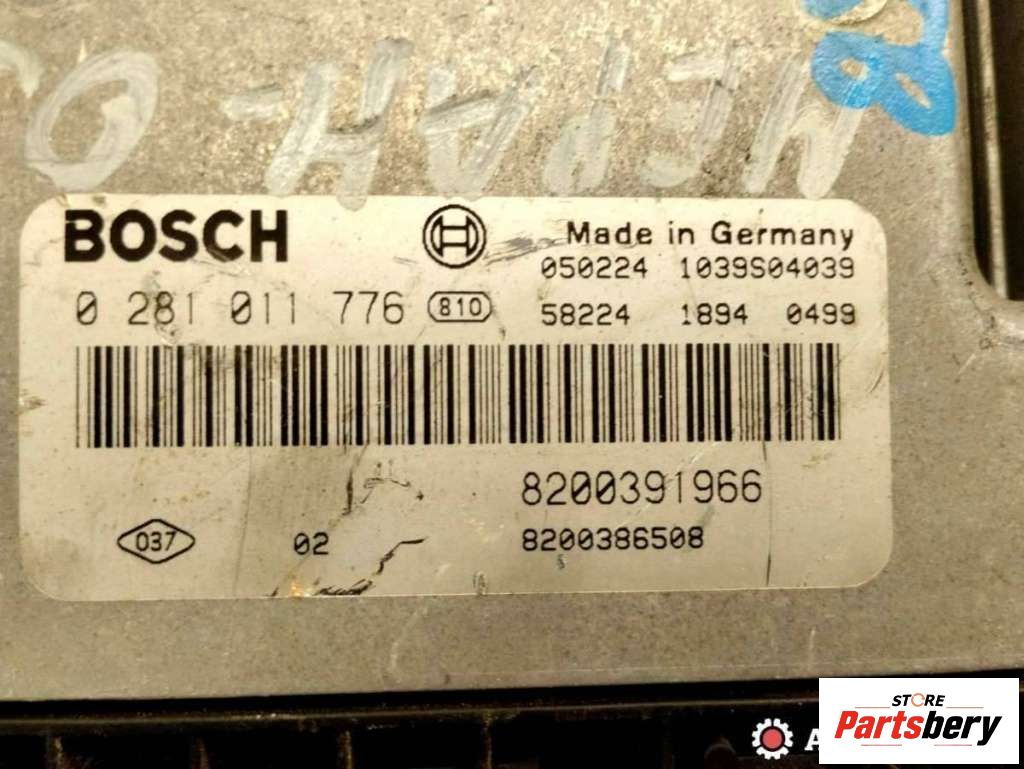 BOSCH
Made in Germany
050224 1039S04039
0 281 011 776 810
58224 1894 0499
8200391966
037 02 8200386508
STORE
Partsbery